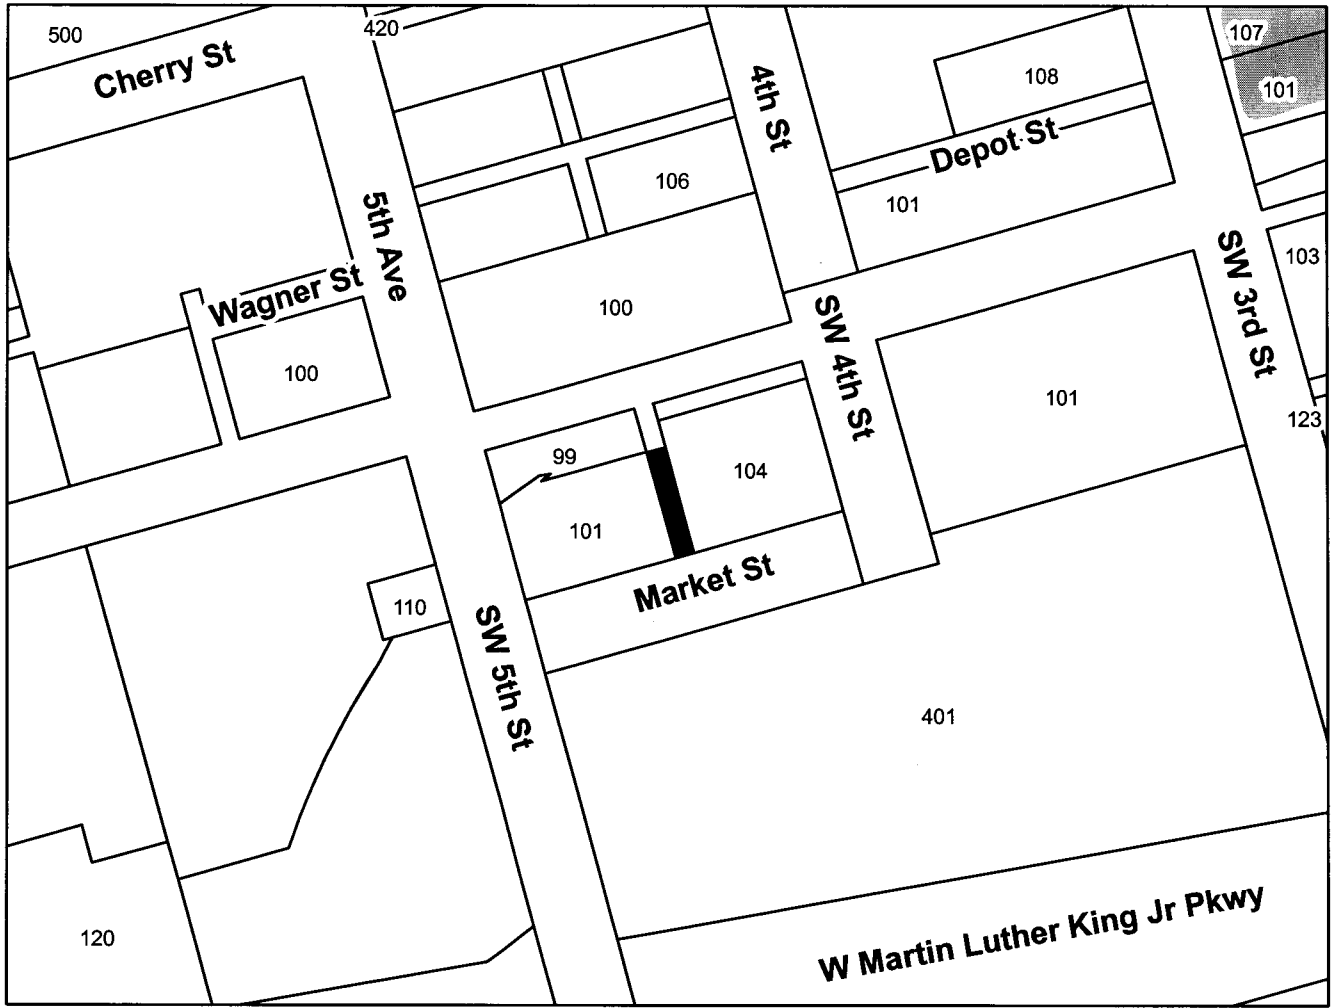 500
420
107
Cherry St
4th St
108
101
Depot St
106
101
5th Ave
Wagner St
SW 3rd St
103
100
SW 4th St
100
101
123
99
104
101
Market St
110
SW 5th St
401
120
W Martin Luther King Jr Pkwy